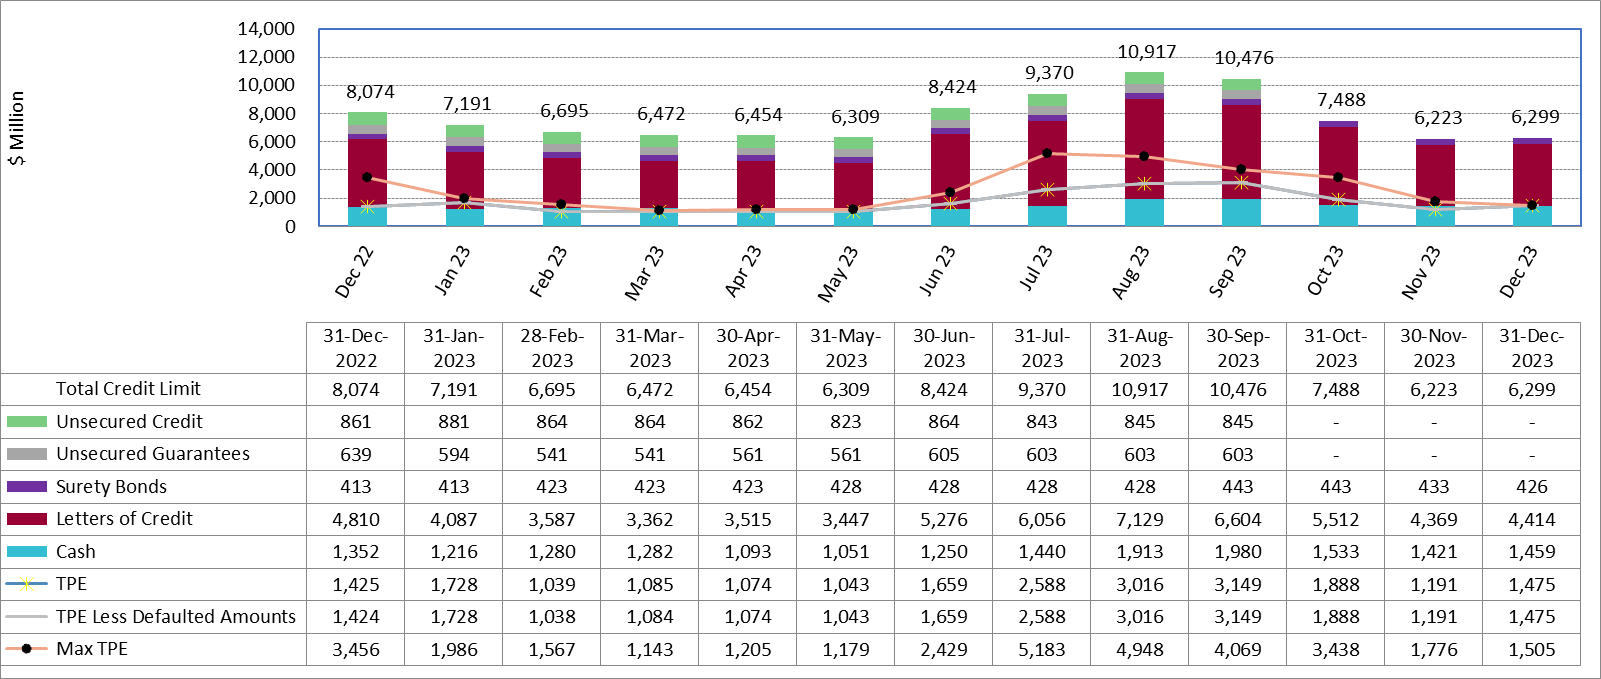 $ Million
14,000
12,000
10,000
8,000
6,000
4,000
2,000
0
8,074 7,191 6,695 6,472 6,454 6,309 8,424 9,370 10,917 10,476 7,488 6,223 6,299
Dec 22 Jan 23 Feb 23 Mar 23 Apr 23 May 23 Jun 23 Jul 23 Aug 23 Sep 23 Oct 23 Nov 23 Dec 23
31-Dec-2022 31-Jan-2023 28-Feb-2023 31-Mar-2023 30-Apr-2023 31-May-2023 30-Jun-2023 31-Jul-2023 31-Aug-2023 30-Sep-2023 31-Oct-2023 30-Nov-2023 31-Dec-2023
Total Credit Limit 8,074 7,191 6,695 6,472 6,454 6,309 8,424 9,370 10,917 10,476 7,488 6,223 6,299
Unsecured Credit 861 881 864 864 862 823 864 843 845 845 - - -
Unsecured Guarantees 639 594 541 541 561 561 605 603 603 603 - - -
Surety Bonds 413 413 423 423 423 428 428 428 428 443 443 433 426
Letters of Credit 4,810 4,087 3,587 3,362 3,515 3,447 5,276 6,056 7,129 6,604 5,512 4,369 4,414
Cash 1,352 1,216 1,280 1,282 1,093 1,051 1,250 1,440 1,913 1,980 1,533 1,421 1,459
TPE 1,425 1,728 1,039 1,085 1,074 1,043 1,659 2,588 3,016 3,149 1,888 1,191 1,475
TPE Less Defaulted Amounts 1,424 1,728 1,038 1,084 1,074 1,043 1,659 2,588 3,016 3,149 1,888 1,191 1,475
Max TPE 3,456 1,986 1,567 1,143 1,205 1,179 2,429 5,183 4,948 4,069 3,438 1,776 1,505